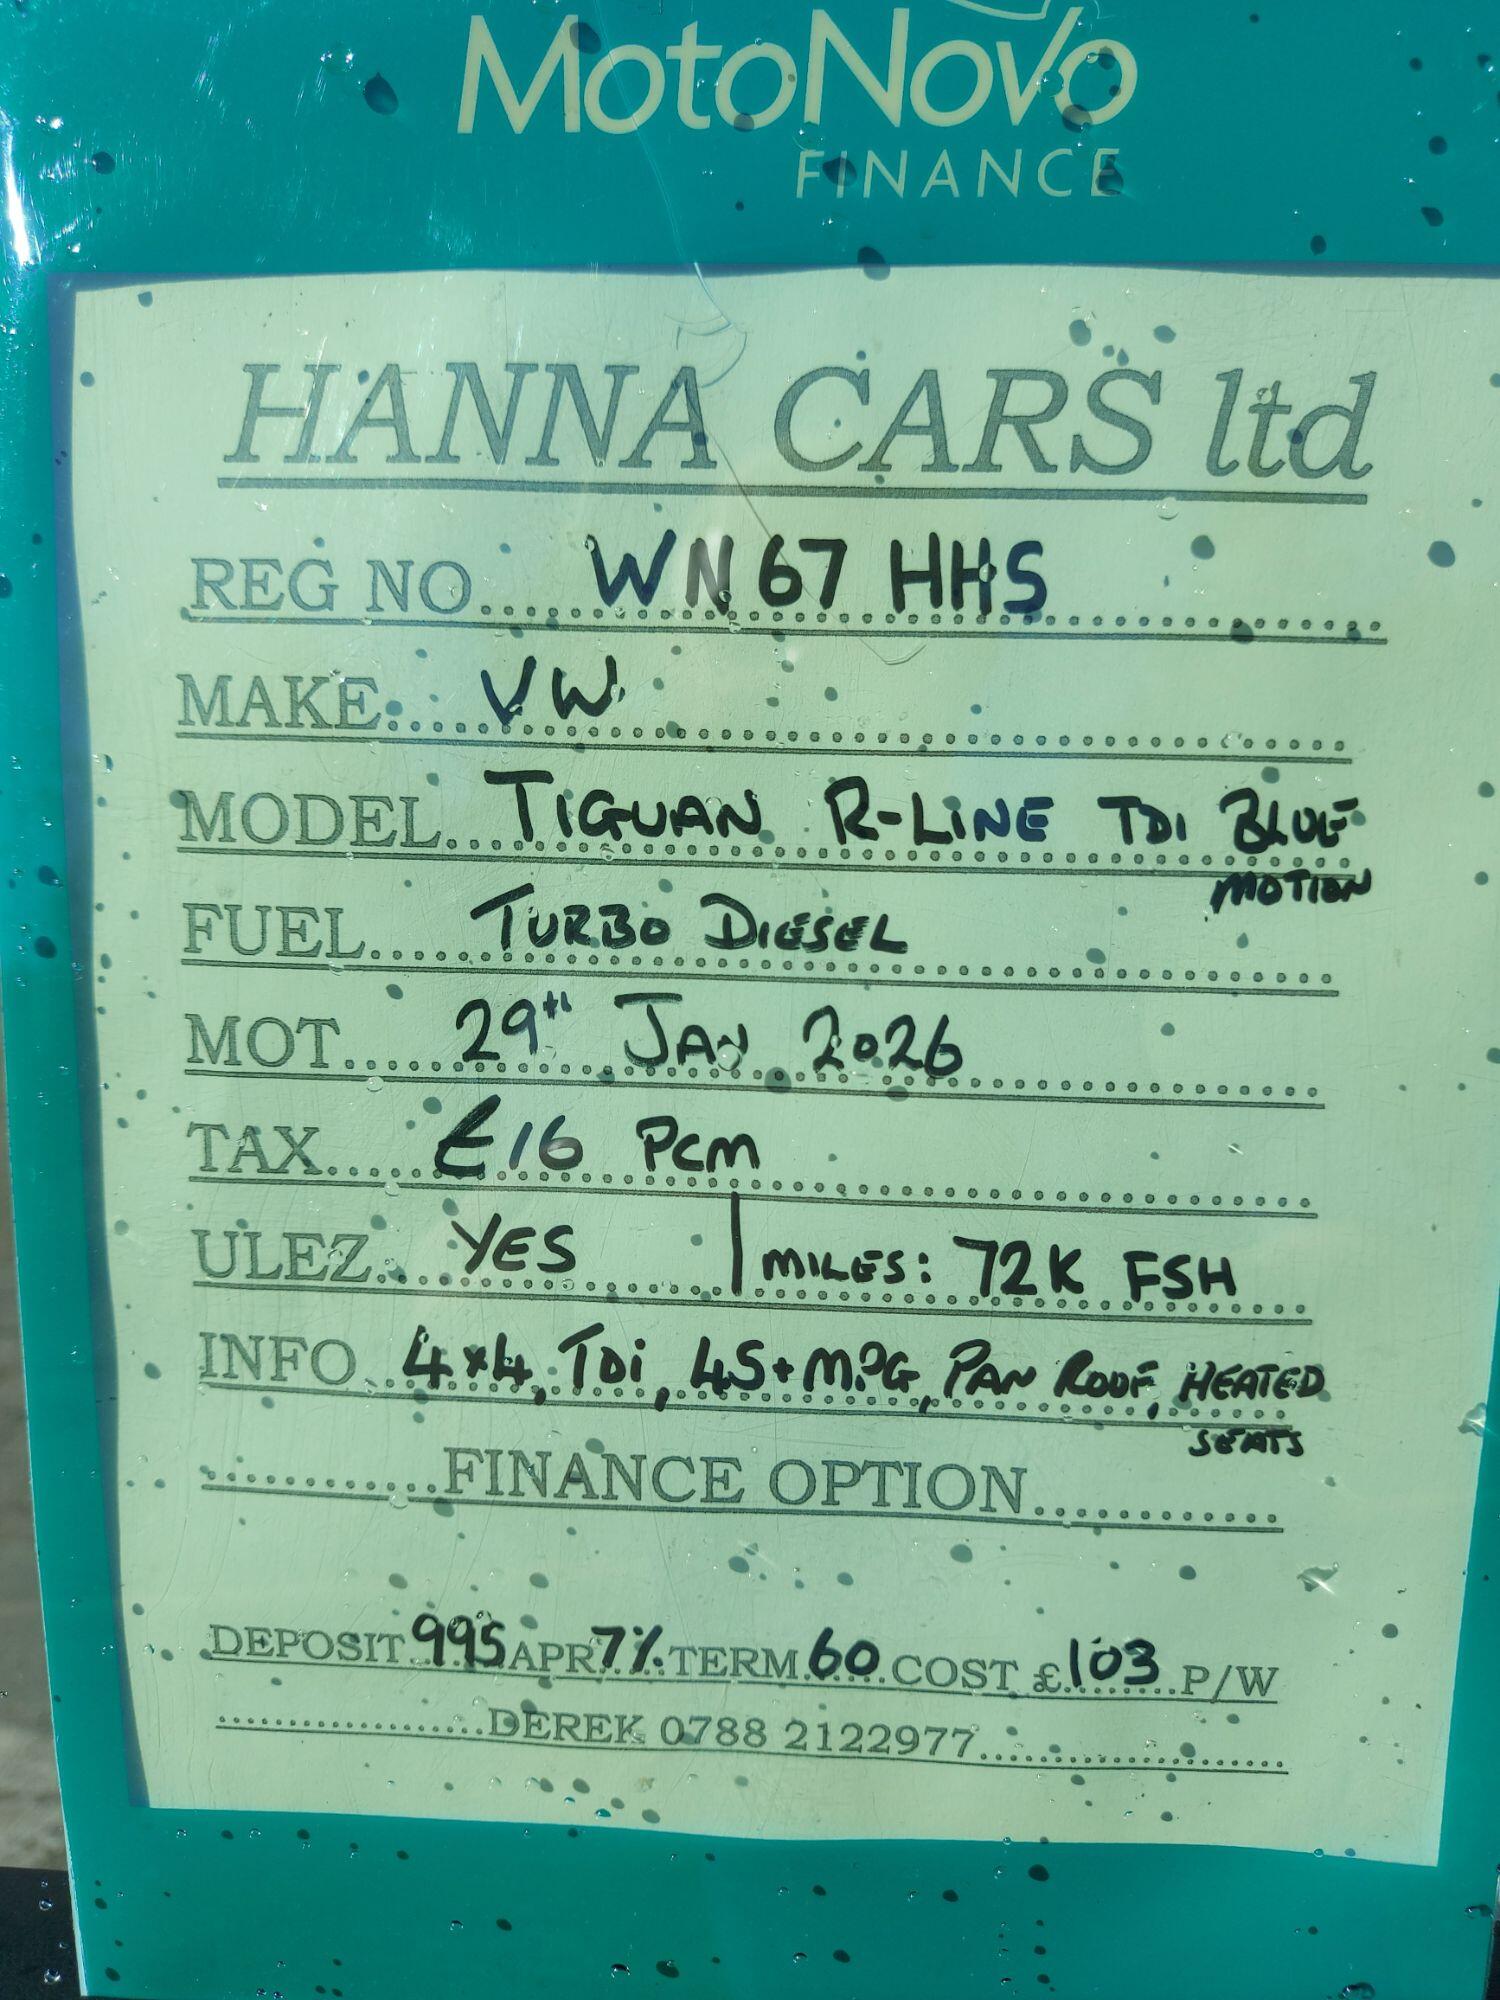 MotoNovo
FINANCE
HANNA CARS ltd
REG NO.....WN67 HHS
MAKE.....VW
MODEL...TIGUAN R-LINE TDI BLUE
MOTION
FUEL.....TURBO DIESEL
MOT.....29TH JAN 2026
TAX.....£16 PCM
ULEZ...YES | MILES: 72K FSH
INFO...4x4, TDi, 45+ M.P.G, PAN ROOF, HEATED
SEATS
..........FINANCE OPTION..........
DEPOSIT 995 APR 7% TERM 60 COST £103 P/W
..........DEREK 0788 2122977..........